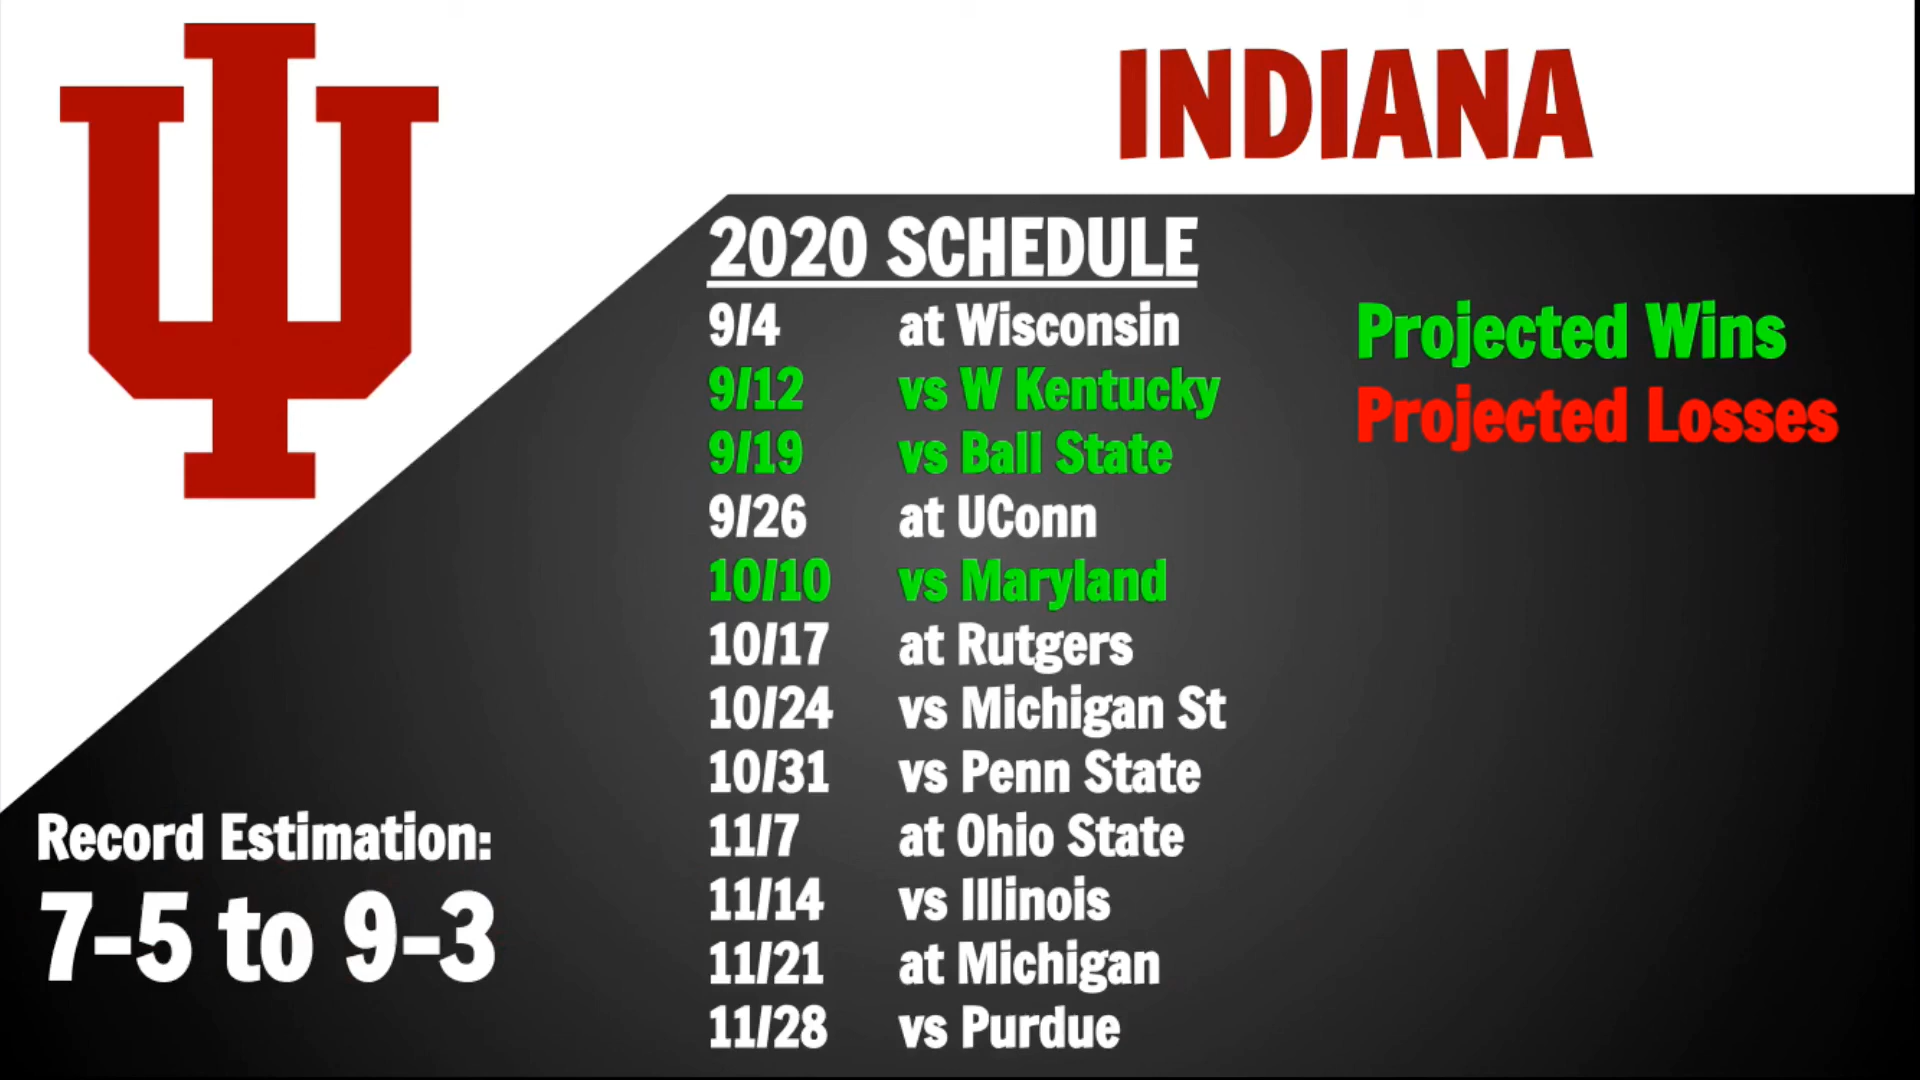 INDIANA
2020 SCHEDULE
9/4 at Wisconsin
9/12 vs W Kentucky
9/19 vs Ball State
9/26 at UConn
10/10 vs Maryland
10/17 at Rutgers
10/24 vs Michigan St
10/31 vs Penn State
11/7 at Ohio State
11/14 vs Illinois
11/21 at Michigan
11/28 vs Purdue
Projected Wins
Projected Losses
Record Estimation:
7-5 to 9-3